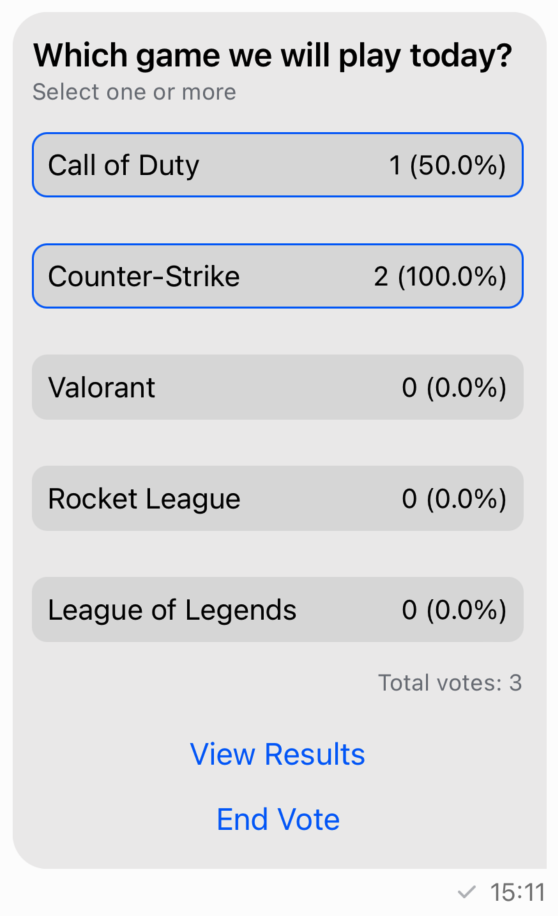 Which game we will play today?
Select one or more
Call of Duty 1 (50.0%)
Counter-Strike 2 (100.0%)
Valorant 0 (0.0%)
Rocket League 0 (0.0%)
League of Legends 0 (0.0%)
Total votes: 3
View Results
End Vote
15:11